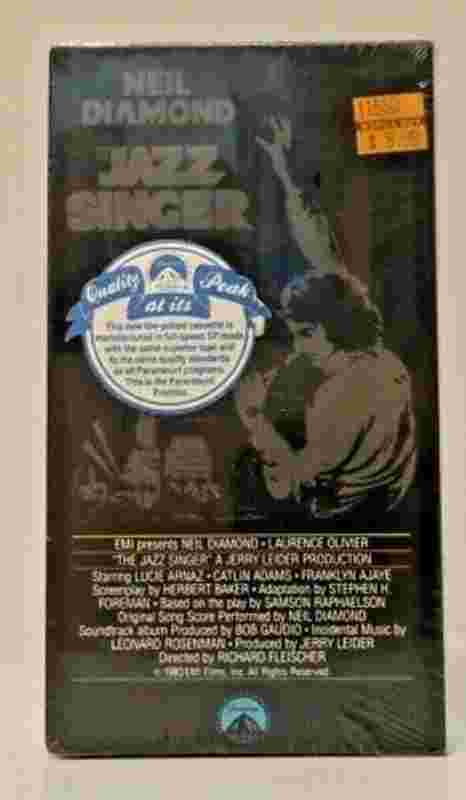 NEIL
DIAMOND
JAZZ
SINGER
Quality Peak
at its
This new low-priced cassette is
manufactured in full-speed SP mode
with the same superior tape and
to the same quality standards
as all Paramount programs.
This is the Paramount
Promise.
EMI presents NEIL DIAMOND • LAURENCE OLIVIER
"THE JAZZ SINGER" A JERRY LEIDER PRODUCTION
Starring LUCIE ARNAZ • CATLIN ADAMS • FRANKLYN AJAYE
Screenplay by HERBERT BAKER • Adaptation by STEPHEN H.
FOREMAN • Based on the play by SAMSON RAPHAELSON
Original Song Score Performed by NEIL DIAMOND
Soundtrack album Produced by BOB GAUDIO • Incidental Music by
LEONARD ROSENMAN • Produced by JERRY LEIDER
Directed by RICHARD FLEISCHER
© 1980 EMI Films, Inc. All Rights Reserved.